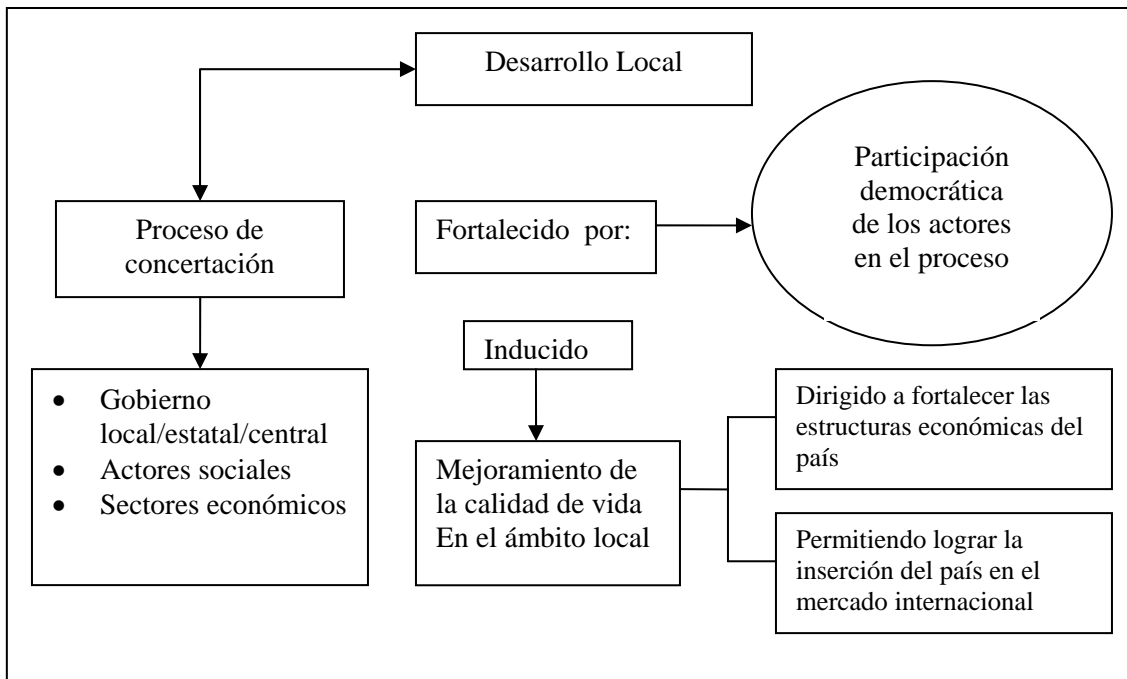 Desarrollo Local
Participación
democrática
de los actores
en el proceso
Proceso de
concertación
Fortalecido por:
Inducido
• Gobierno
local/estatal/central
• Actores sociales
• Sectores económicos
Mejoramiento de
la calidad de vida
En el ámbito local
Dirigido a fortalecer las
estructuras económicas del
país
Permitiendo lograr la
inserción del país en el
mercado internacional